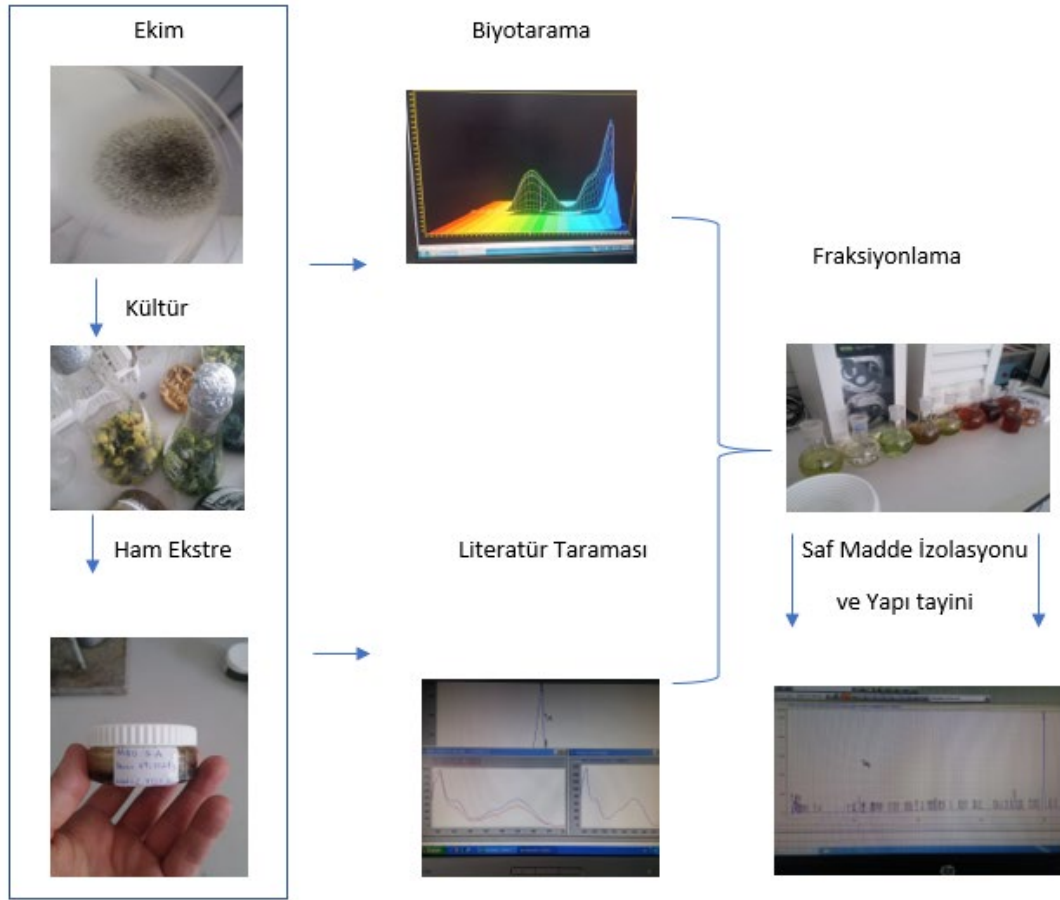 Ekim
Biyotarama
Fraksiyonlama
Kültür
Ham Ekstre
Literatür Taraması
Saf Madde İzolasyonu
ve Yapı tayini